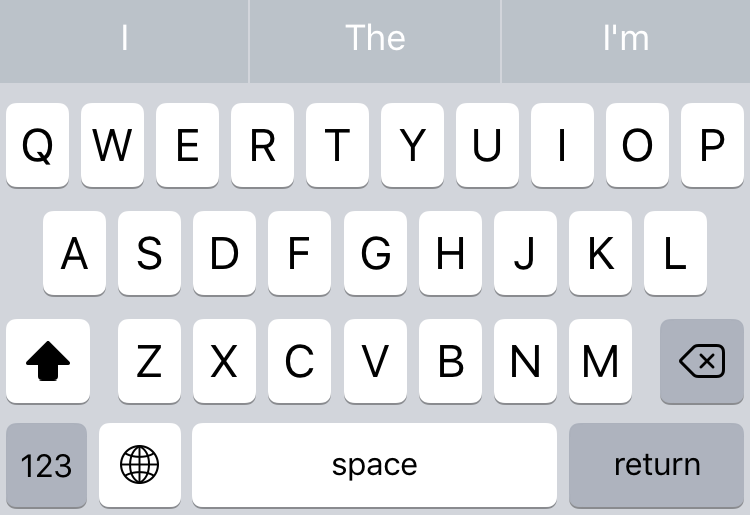 I The I'm
Q W E R T Y U I O P
A S D F G H J K L
Z X C V B N M
123 space return